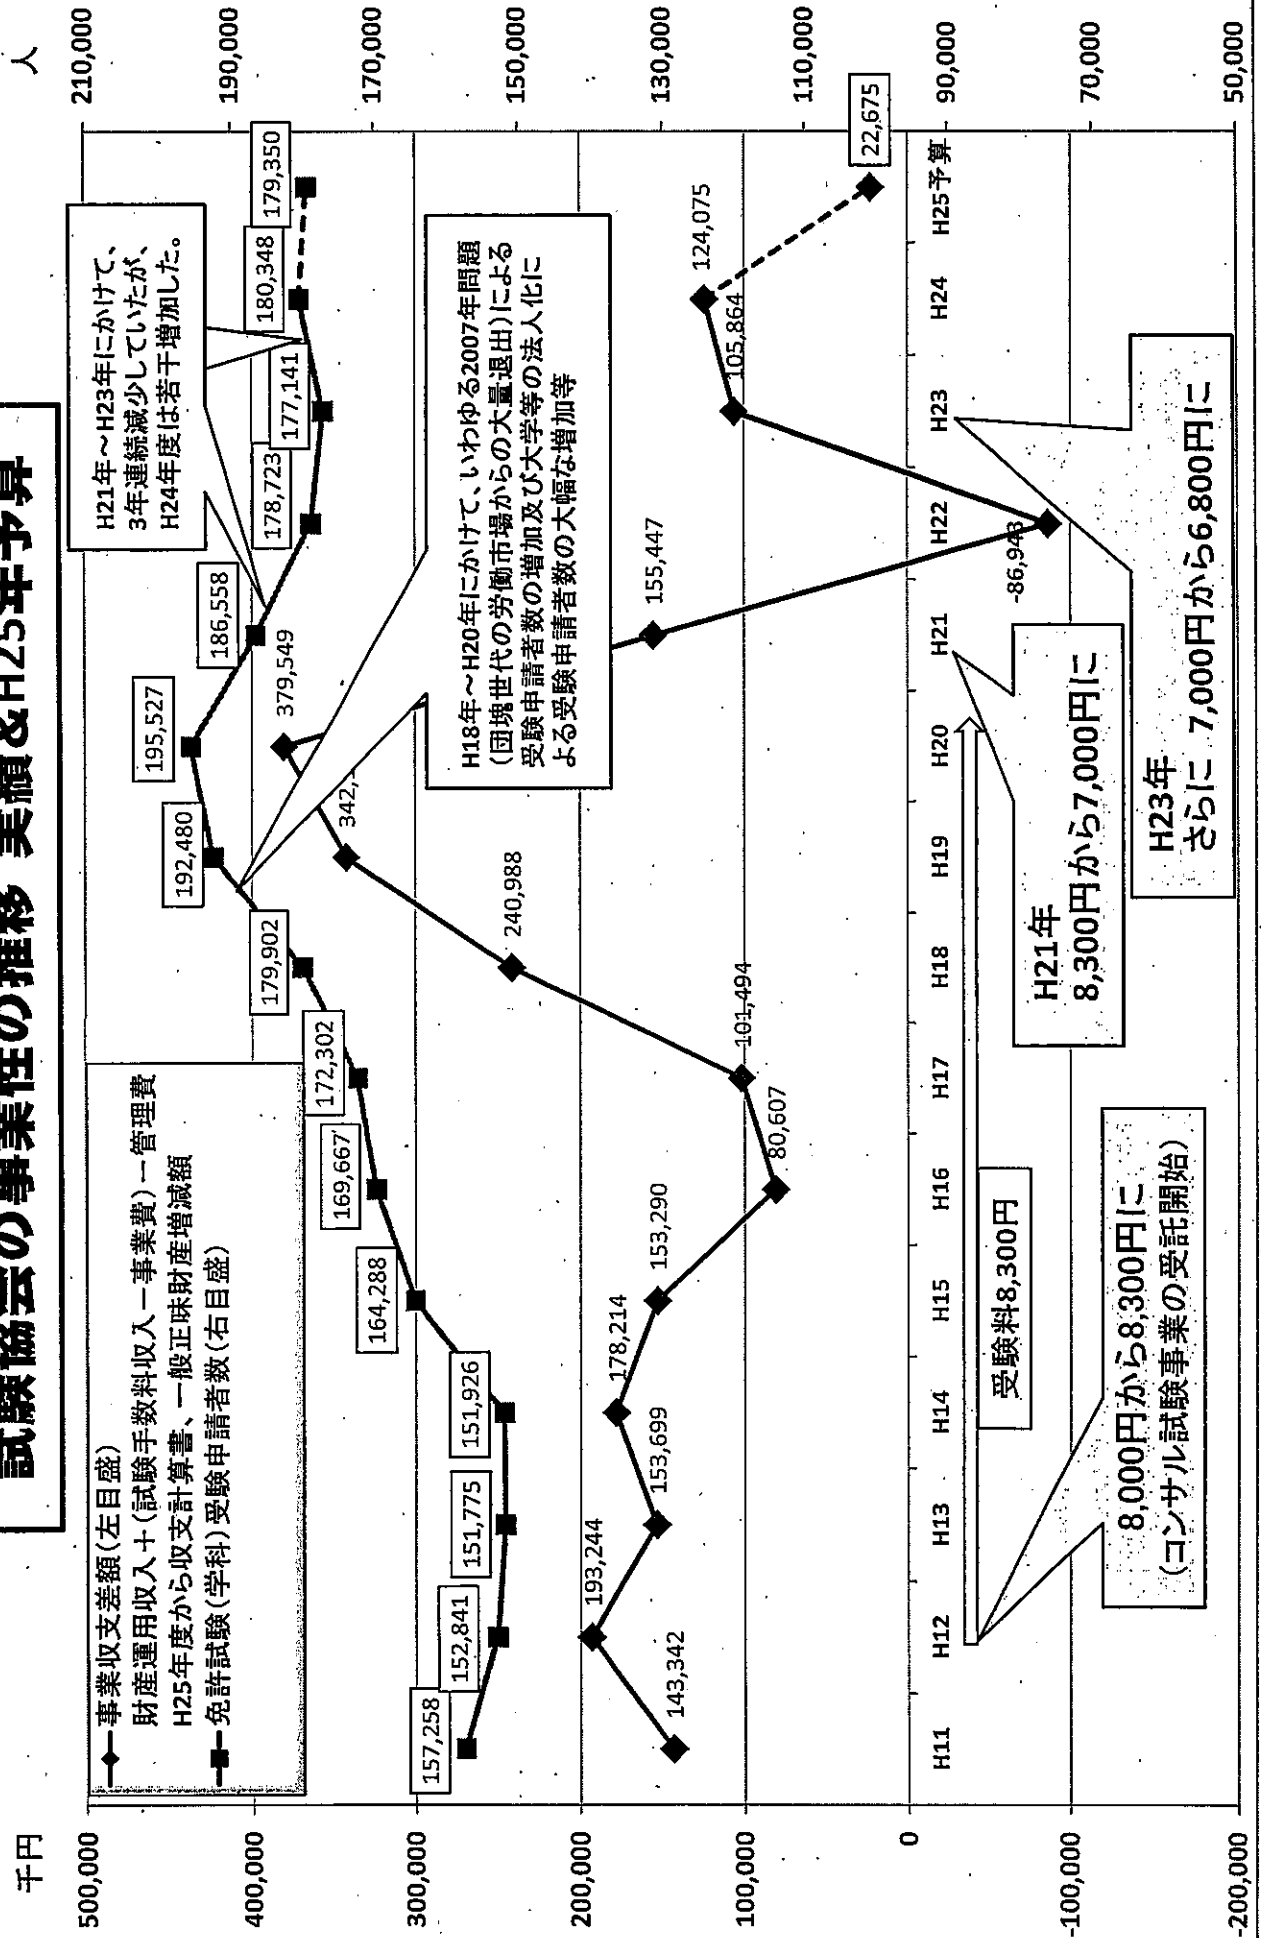 試験協会の事業性の推移 実績&H25年予算
千円
人
500,000
400,000
300,000
200,000
100,000
0
-100,000
-200,000
210,000
190,000
170,000
150,000
130,000
110,000
90,000
70,000
50,000
事業収支差額(左目盛)
財産運用収入+(試験手数料収入-事業費)-管理費
H25年度から収支計算書、一般正味財産増減額
免許試験(学科)受験申請者数(右目盛)
H21年~H23年にかけて、
3年連続減少していたが、
H24年度は若干増加した。
H18年~H20年にかけて、いわゆる2007年問題
(団塊世代の労働市場からの大量退出)による
受験申請者数の増加及び大学等の法人化に
よる受験申請者数の大幅な増加等
157,258
152,841
151,775
151,926
164,288
169,667
172,302
179,902
192,480
195,527
186,558
178,723
177,141
180,348
179,350
143,342
193,244
153,699
178,214
153,290
80,607
101,494
240,988
342,
379,549
155,447
-86,943
105,864
124,075
22,675
H11
H12
H13
H14
H15
H16
H17
H18
H19
H20
H21
H22
H23
H24
H25予算
受験料8,300円
8,000円から8,300円に
(コンサル試験事業の受託開始)
H21年
8,300円から7,000円に
H23年
さらに 7,000円から6,800円に